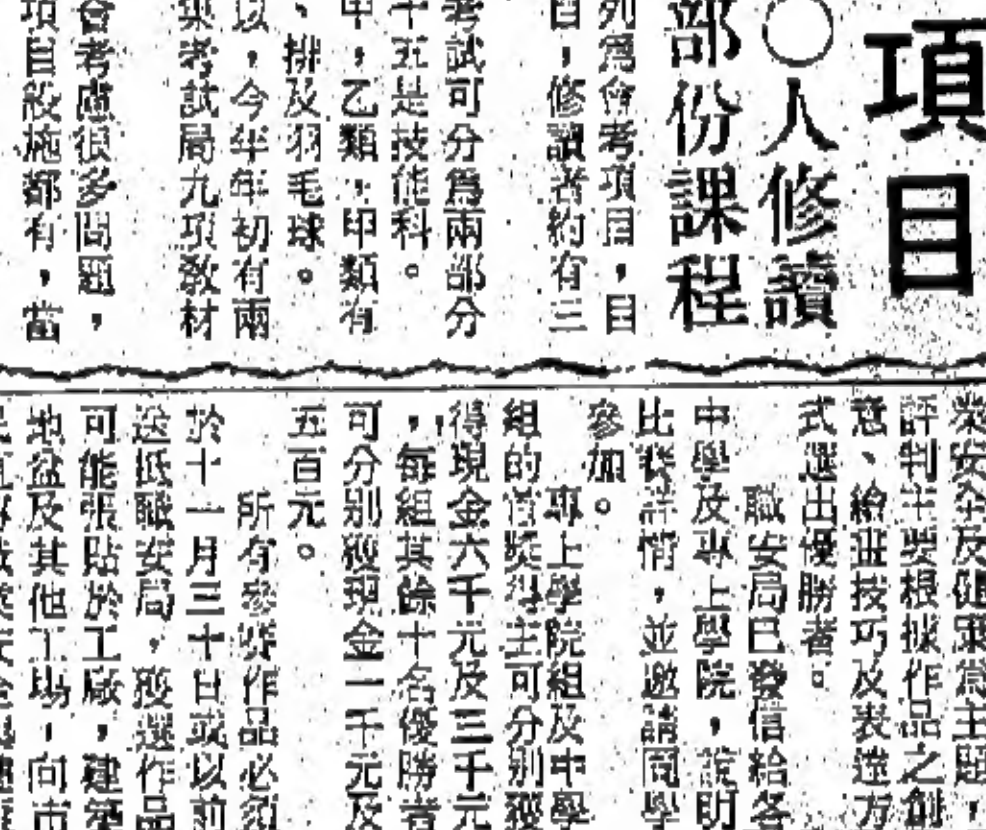 項目
○人修讀
部份課程
列為會考項目，目
目，修讀者約有三
考試可分為兩部分
十五是技能科。
甲，乙類，甲類有
、排及羽毛球。
以，今年年初有兩
集考試局九項教材
會考慮很多問題，
項目設施都有，當
業安全及健康為主題，
評判主要根據作品之創
意、繪畫技巧及表達方
式選出優勝者。
職安局已發信給各
中學及專上學院，說明
比賽詳情，並邀請同學
參加。
專上學院組及中學
組的首獎得主可分別獲
得現金六千元及三千元
，每組其餘十名優勝者
可分別獲現金一千元及
五百元。
所有參獎作品必須
於十一月三十日或以前
送抵職安局，獲選作品
可能張貼於工廠，建築
地盆及其他工場，向市